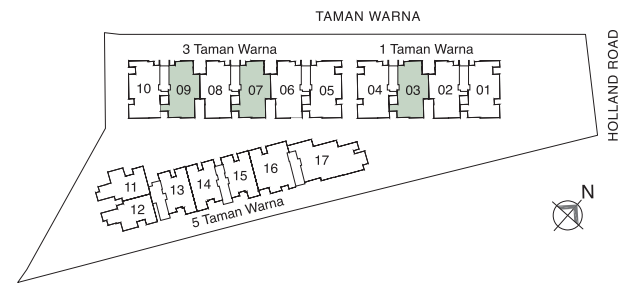 TAMAN WARNA
HOLLAND ROAD
3 Taman Warna
1 Taman Warna
10 09 08 07 06 05 04 03 02 01
11 12 13 14 15 16 17
5 Taman Warna
N